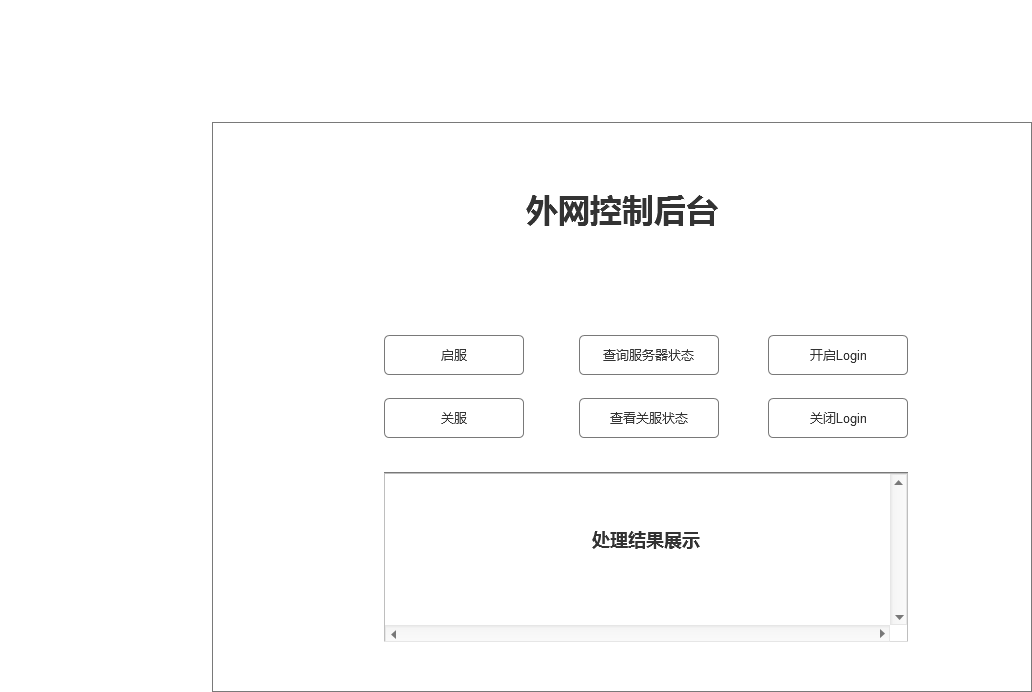 外网控制后台
启服
查询服务器状态
开启Login
关服
查看关服状态
关闭Login
处理结果展示